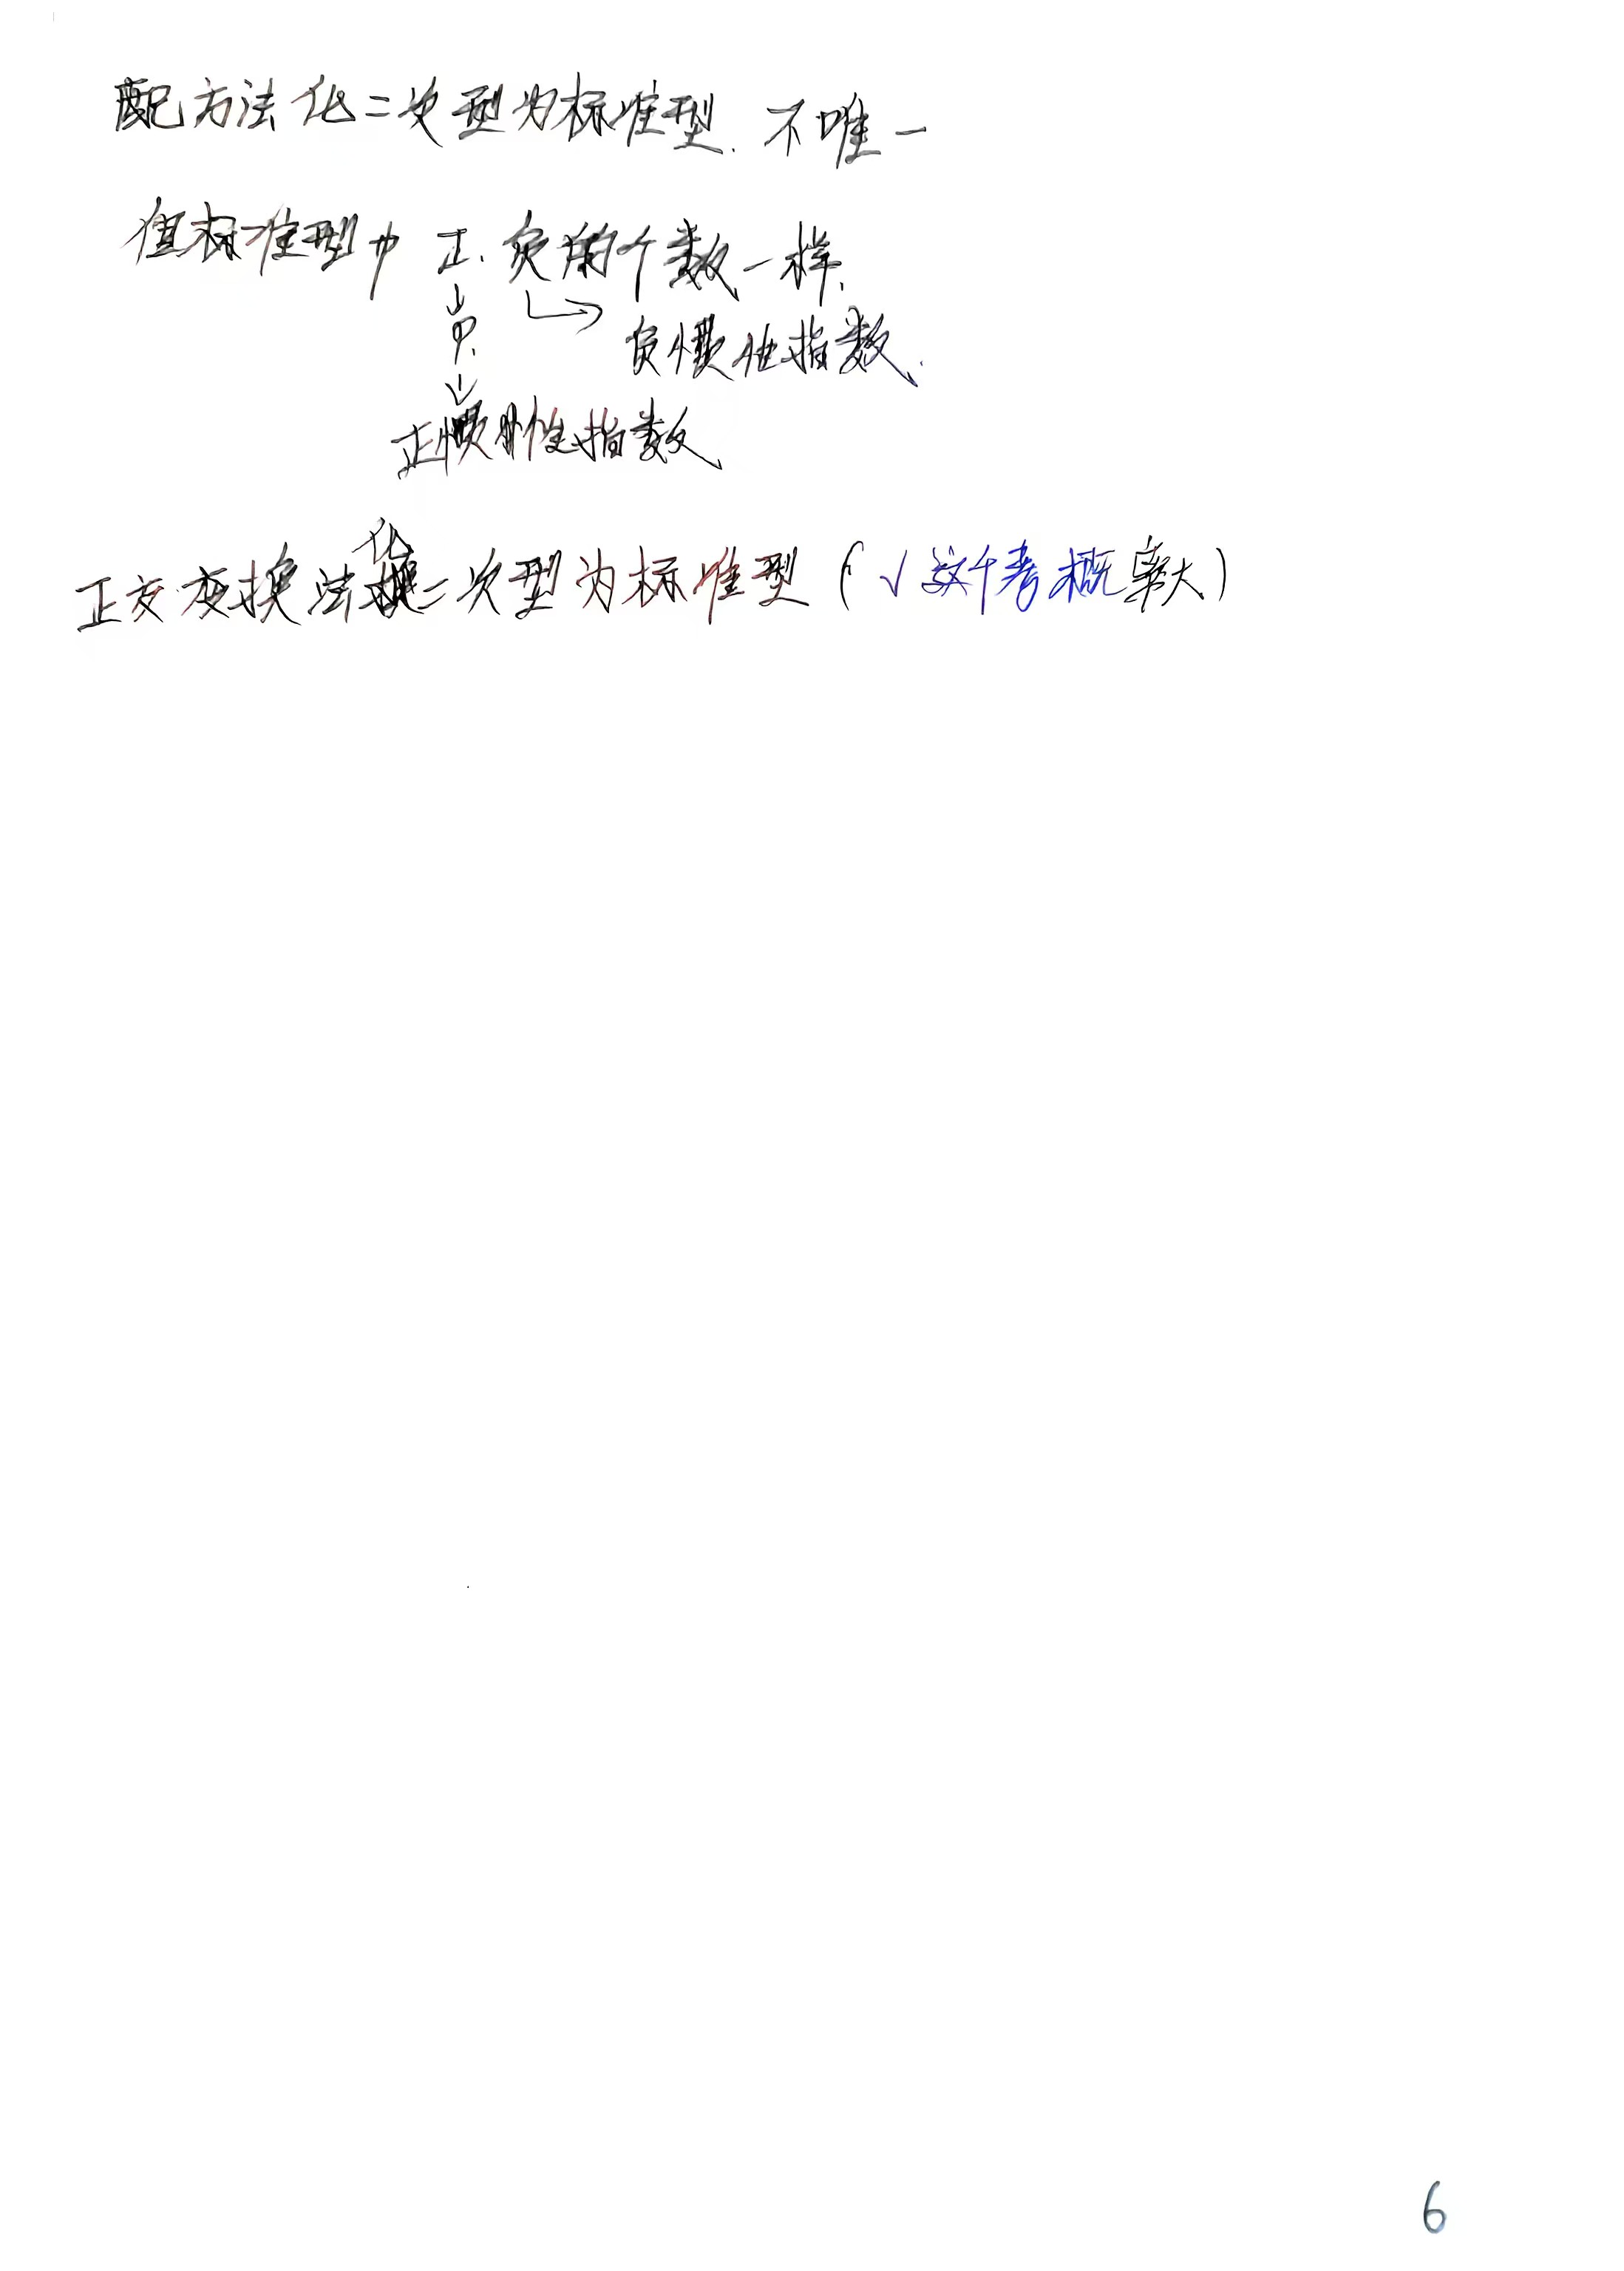 配方法化二次型为标准型. 不唯一
值标准型中 正、负的个数一样.
↓ ↳
P.
负惯性指数.
↓
正惯性指数
正交变换法化二次型为标准型 (√这个考概率大)
6